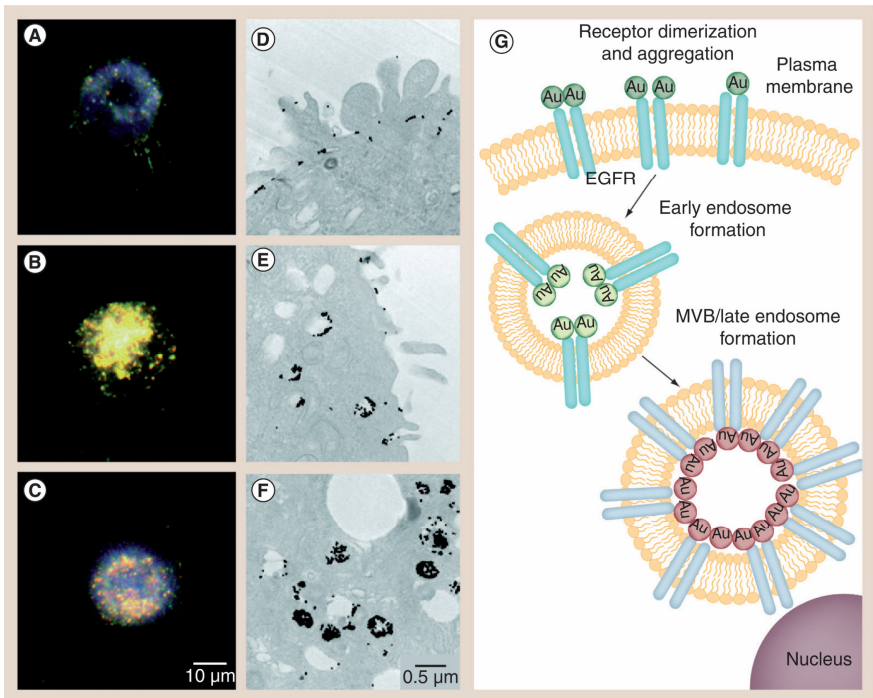 A
B
C
10 µm
D
E
F
0.5 µm
G
Receptor dimerization
and aggregation
Plasma
membrane
Au Au
Au Au
Au
EGFR
Early endosome
formation
Au Au
Au Au
Au Au
MVB/late endosome
formation
Au Au Au Au Au Au Au Au Au Au Au Au Au Au Au
Nucleus